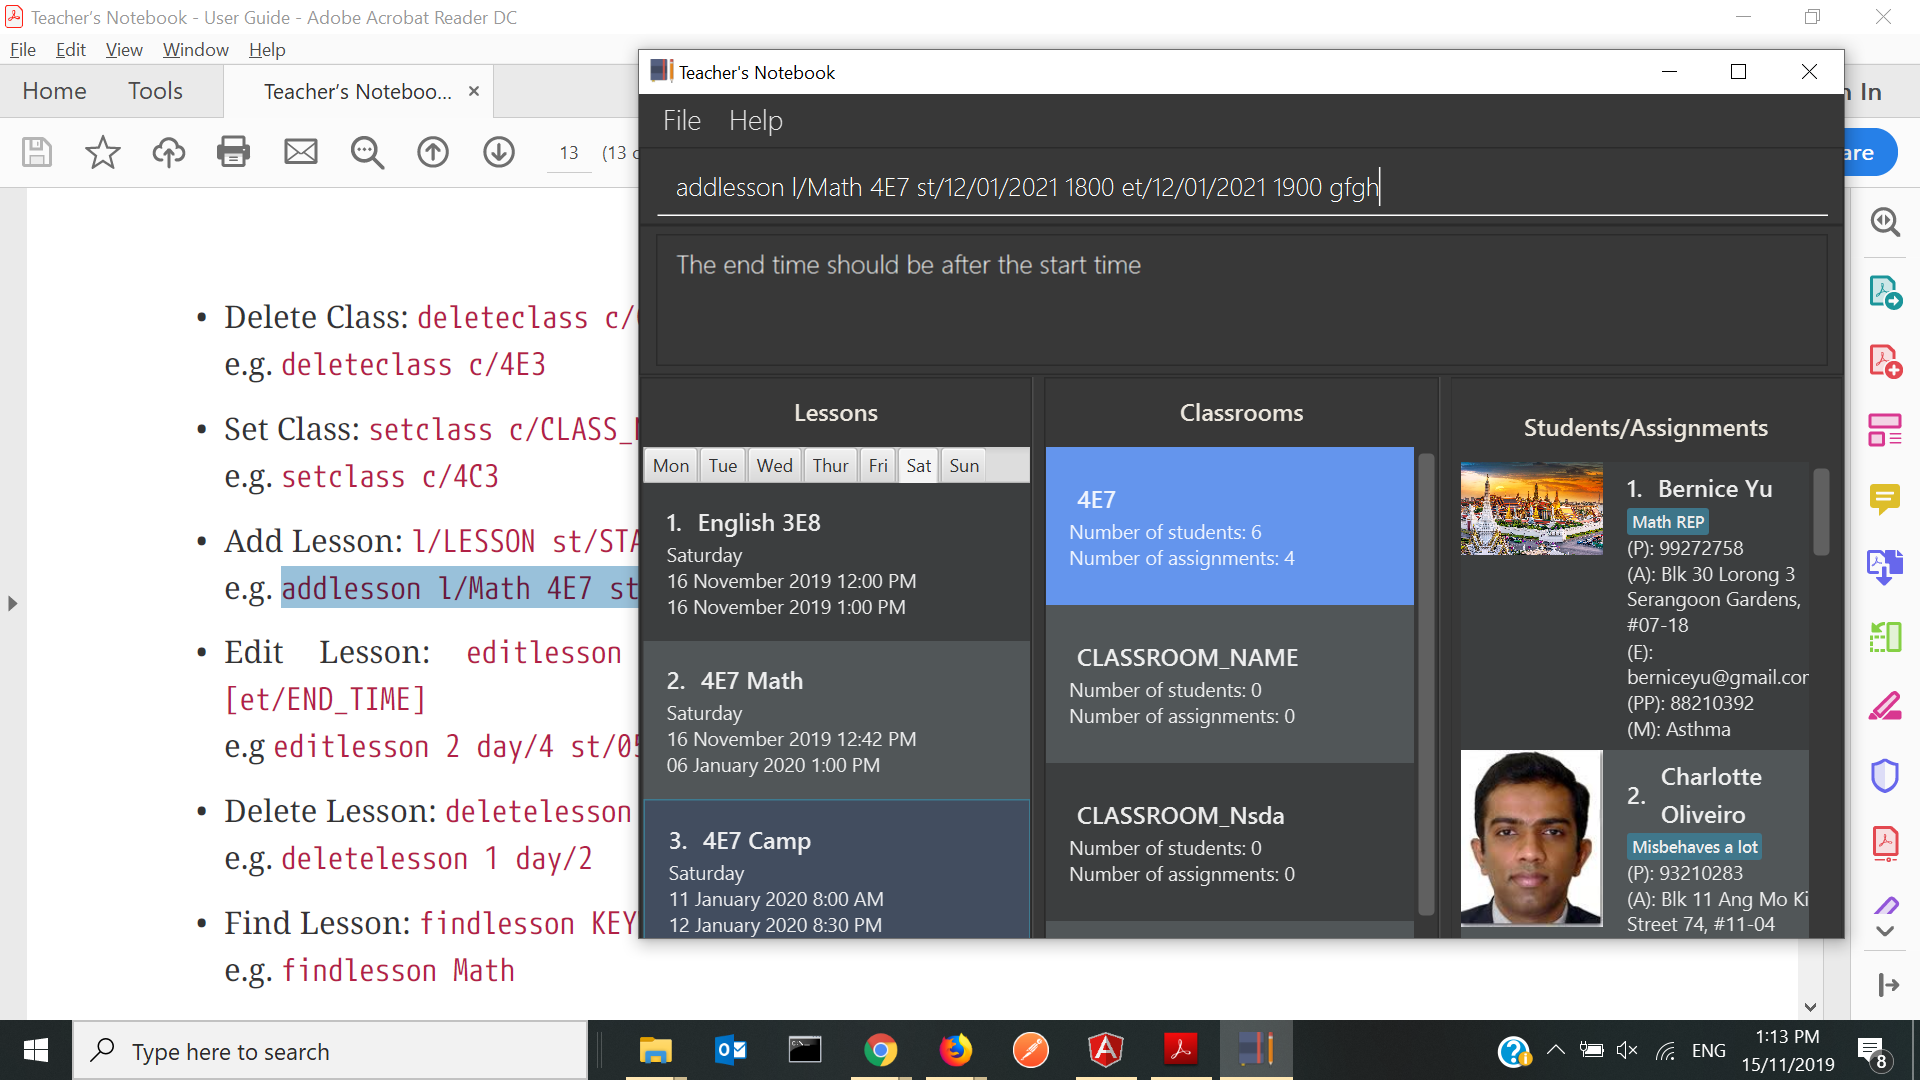 Teacher's Notebook - User Guide - Adobe Acrobat Reader DC
File Edit View Window Help
Home Tools Teacher's Noteboo... ×
In
13 (13 o
are
• Delete Class: deleteclass c/
e.g. deleteclass c/4E3
• Set Class: setclass c/CLASS_N
e.g. setclass c/4C3
• Add Lesson: l/LESSON st/STA
e.g. addlesson l/Math 4E7 st
• Edit Lesson: editlesson
[et/END_TIME]
e.g editlesson 2 day/4 st/05
• Delete Lesson: deletelesson
e.g. deletelesson 1 day/2
• Find Lesson: findlesson KEY
e.g. findlesson Math
Teacher's Notebook
File Help
addlesson l/Math 4E7 st/12/01/2021 1800 et/12/01/2021 1900 gfgh
The end time should be after the start time
Lessons
Mon Tue Wed Thur Fri Sat Sun
1. English 3E8
Saturday
16 November 2019 12:00 PM
16 November 2019 1:00 PM
2. 4E7 Math
Saturday
16 November 2019 12:42 PM
06 January 2020 1:00 PM
3. 4E7 Camp
Saturday
11 January 2020 8:00 AM
12 January 2020 8:30 PM
Classrooms
4E7
Number of students: 6
Number of assignments: 4
CLASSROOM_NAME
Number of students: 0
Number of assignments: 0
CLASSROOM_Nsda
Number of students: 0
Number of assignments: 0
Students/Assignments
1. Bernice Yu
Math REP
(P): 99272758
(A): Blk 30 Lorong 3
Serangoon Gardens,
#07-18
(E):
berniceyu@gmail.cor
(PP): 88210392
(M): Asthma
2. Charlotte
Oliveiro
Misbehaves a lot
(P): 93210283
(A): Blk 11 Ang Mo Ki
Street 74, #11-04
Type here to search
ENG
1:13 PM
15/11/2019
8